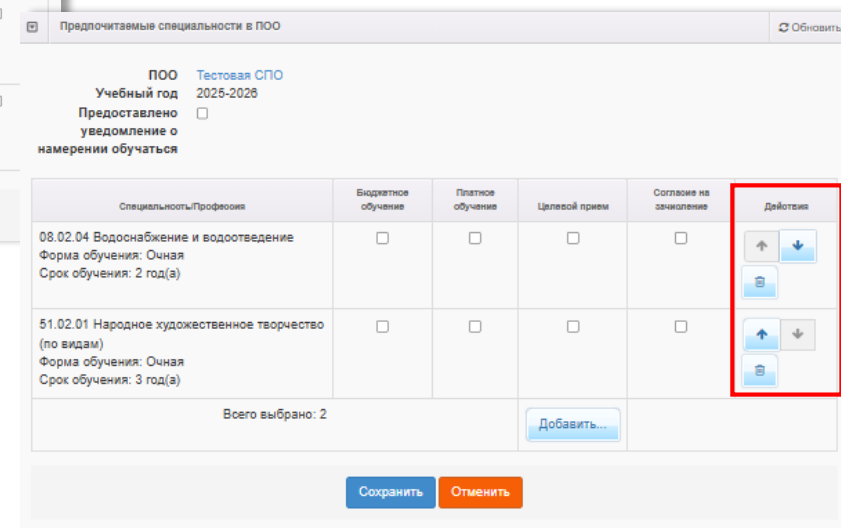 Предпочитаемые специальности в ПОО
Обновить
ПОО Тестовая СПО
Учебный год 2025-2026
Предоставлено
уведомление о
намерении обучаться
Специальность/Профессия
Бюджетное
обучение
Платное
обучение
Целевой прием
Согласие на
зачисление
Действия
08.02.04 Водоснабжение и водоотведение
Форма обучения: Очная
Срок обучения: 2 год(а)
51.02.01 Народное художественное творчество
(по видам)
Форма обучения: Очная
Срок обучения: 3 год(а)
Всего выбрано: 2
Добавить...
Сохранить
Отменить